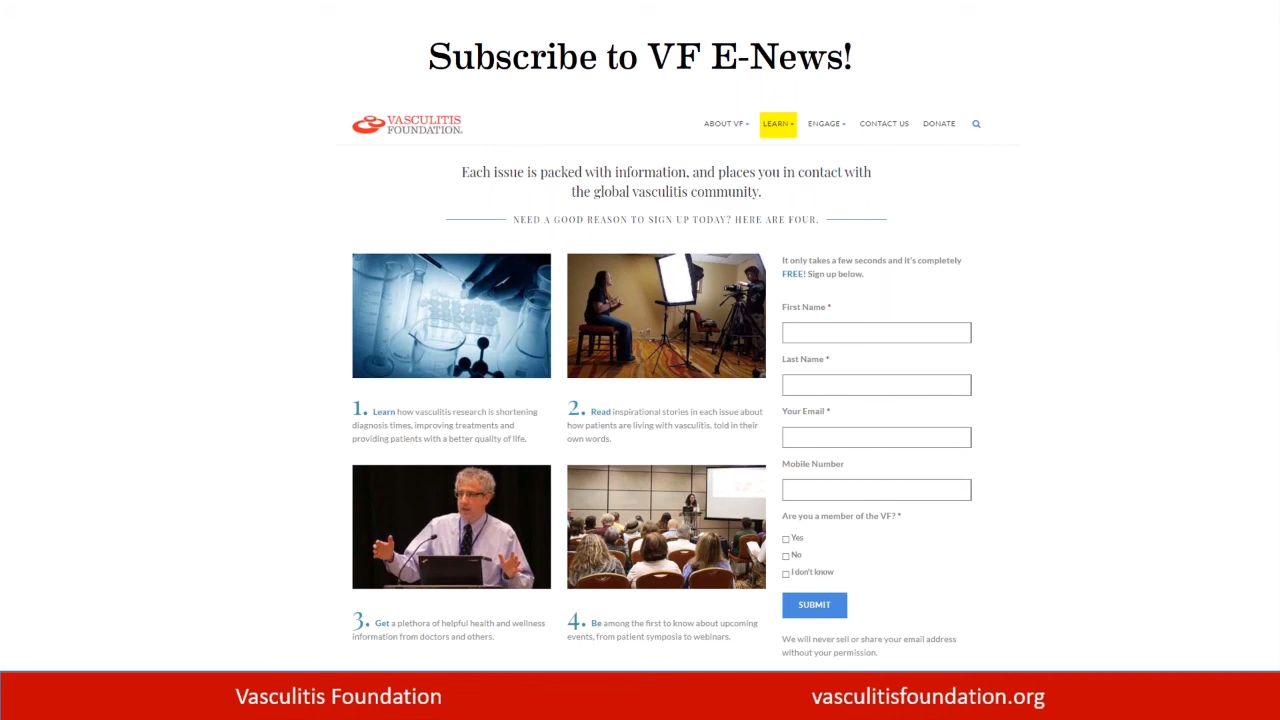 Subscribe to VF E-News!
VASCULITIS
FOUNDATION.
ABOUT VF
LEARN
ENGAGE
CONTACT US
DONATE
Each issue is packed with information, and places you in contact with
the global vasculitis community.
NEED A GOOD REASON TO SIGN UP TODAY? HERE ARE FOUR.
1. Learn how vasculitis research is shortening
diagnosis times, improving treatments and
providing patients with a better quality of life.
2. Read inspirational stories in each issue about
how patients are living with vasculitis, told in their
own words.
3. Get a plethora of helpful health and wellness
information from doctors and others.
4. Be among the first to know about upcoming
events, from patient symposia to webinars.
It only takes a few seconds and it's completely
FREE! Sign up below.
First Name *
Last Name *
Your Email *
Mobile Number
Are you a member of the VF? *
Yes
No
I don't know
SUBMIT
We will never sell or share your email address
without your permission.
Vasculitis Foundation
vasculitisfoundation.org